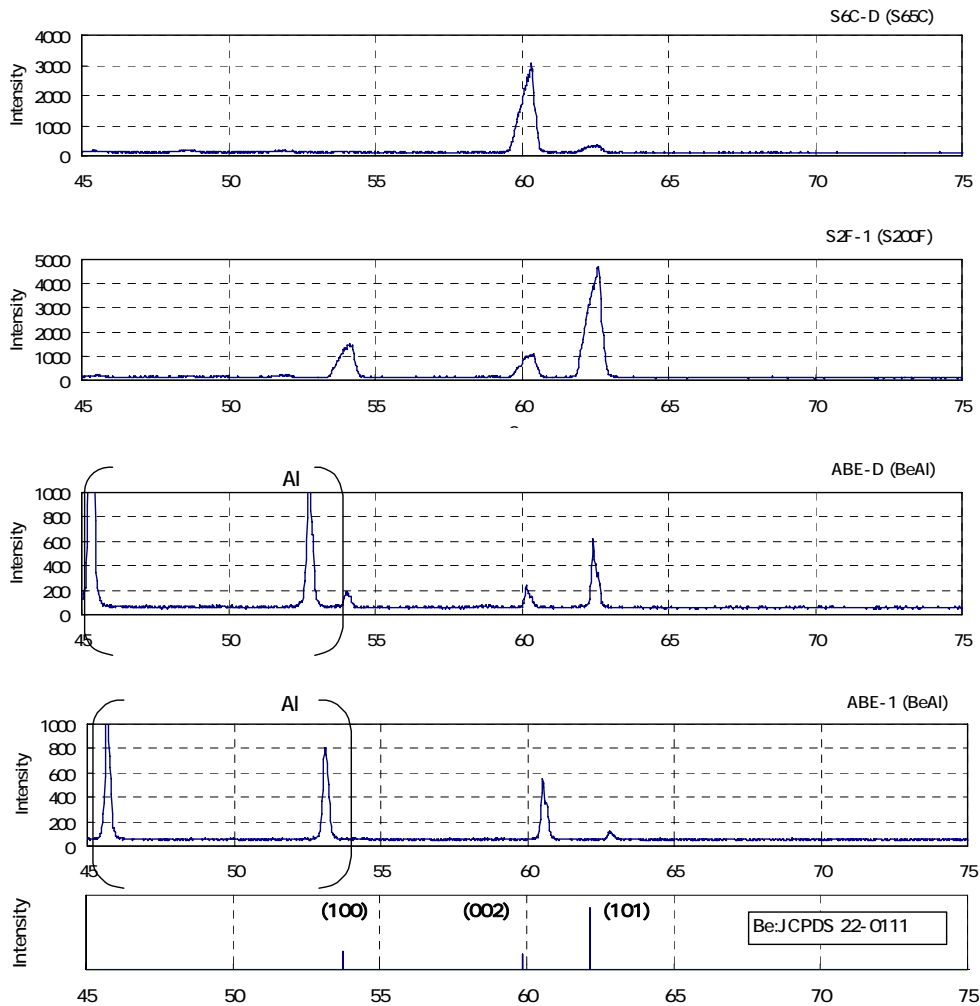 S6C-D (S65C)
4000
3000
2000
1000
0
Intensity
45 50 55 60 65 70 75
S2F-1 (S200F)
5000
4000
3000
2000
1000
0
Intensity
45 50 55 60 65 70 75
Al
ABE-D (BeAl)
1000
800
600
400
200
0
Intensity
45 50 55 60 65 70 75
Al
ABE-1 (BeAl)
1000
800
600
400
200
0
Intensity
45 50 55 60 65 70 75
(100) (002) (101)
Be:JCPDS 22-0111
Intensity
45 50 55 60 65 70 75